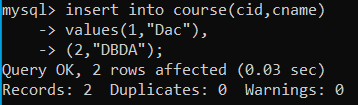 mysql> insert into course(cid,cname)
    -> values(1,"Dac"),
    -> (2,"DBDA");
Query OK, 2 rows affected (0.03 sec)
Records: 2  Duplicates: 0  Warnings: 0